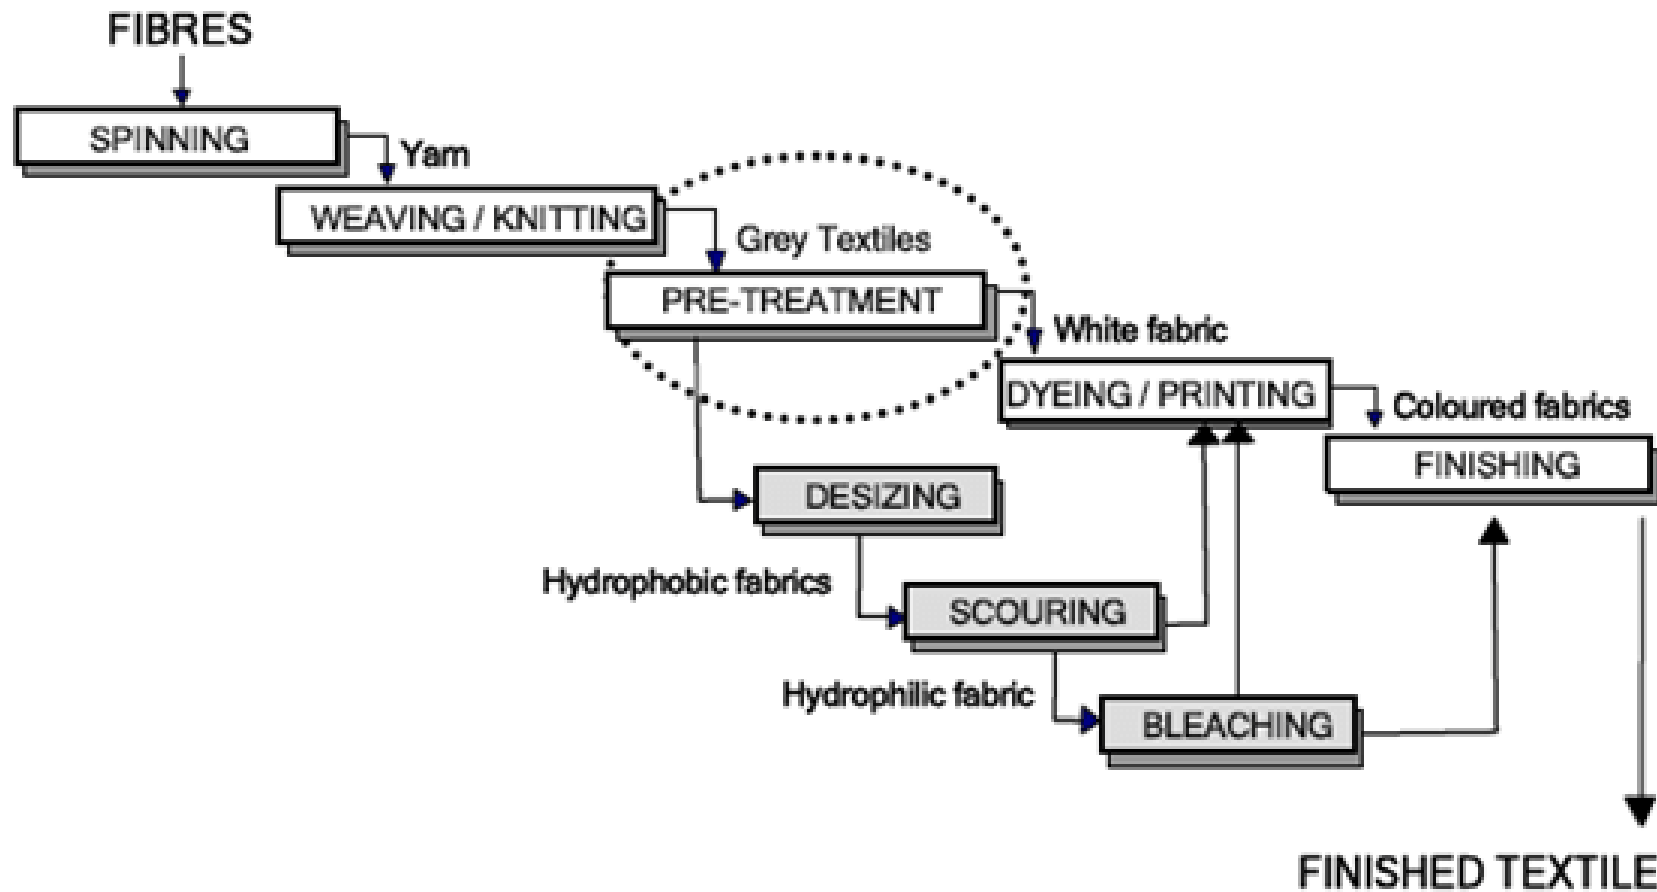 FIBRES
SPINNING
Yarn
WEAVING / KNITTING
Grey Textiles
PRE-TREATMENT
White fabric
DYEING / PRINTING
Coloured fabrics
FINISHING
DESIZING
Hydrophobic fabrics
SCOURING
Hydrophilic fabric
BLEACHING
FINISHED TEXTILE